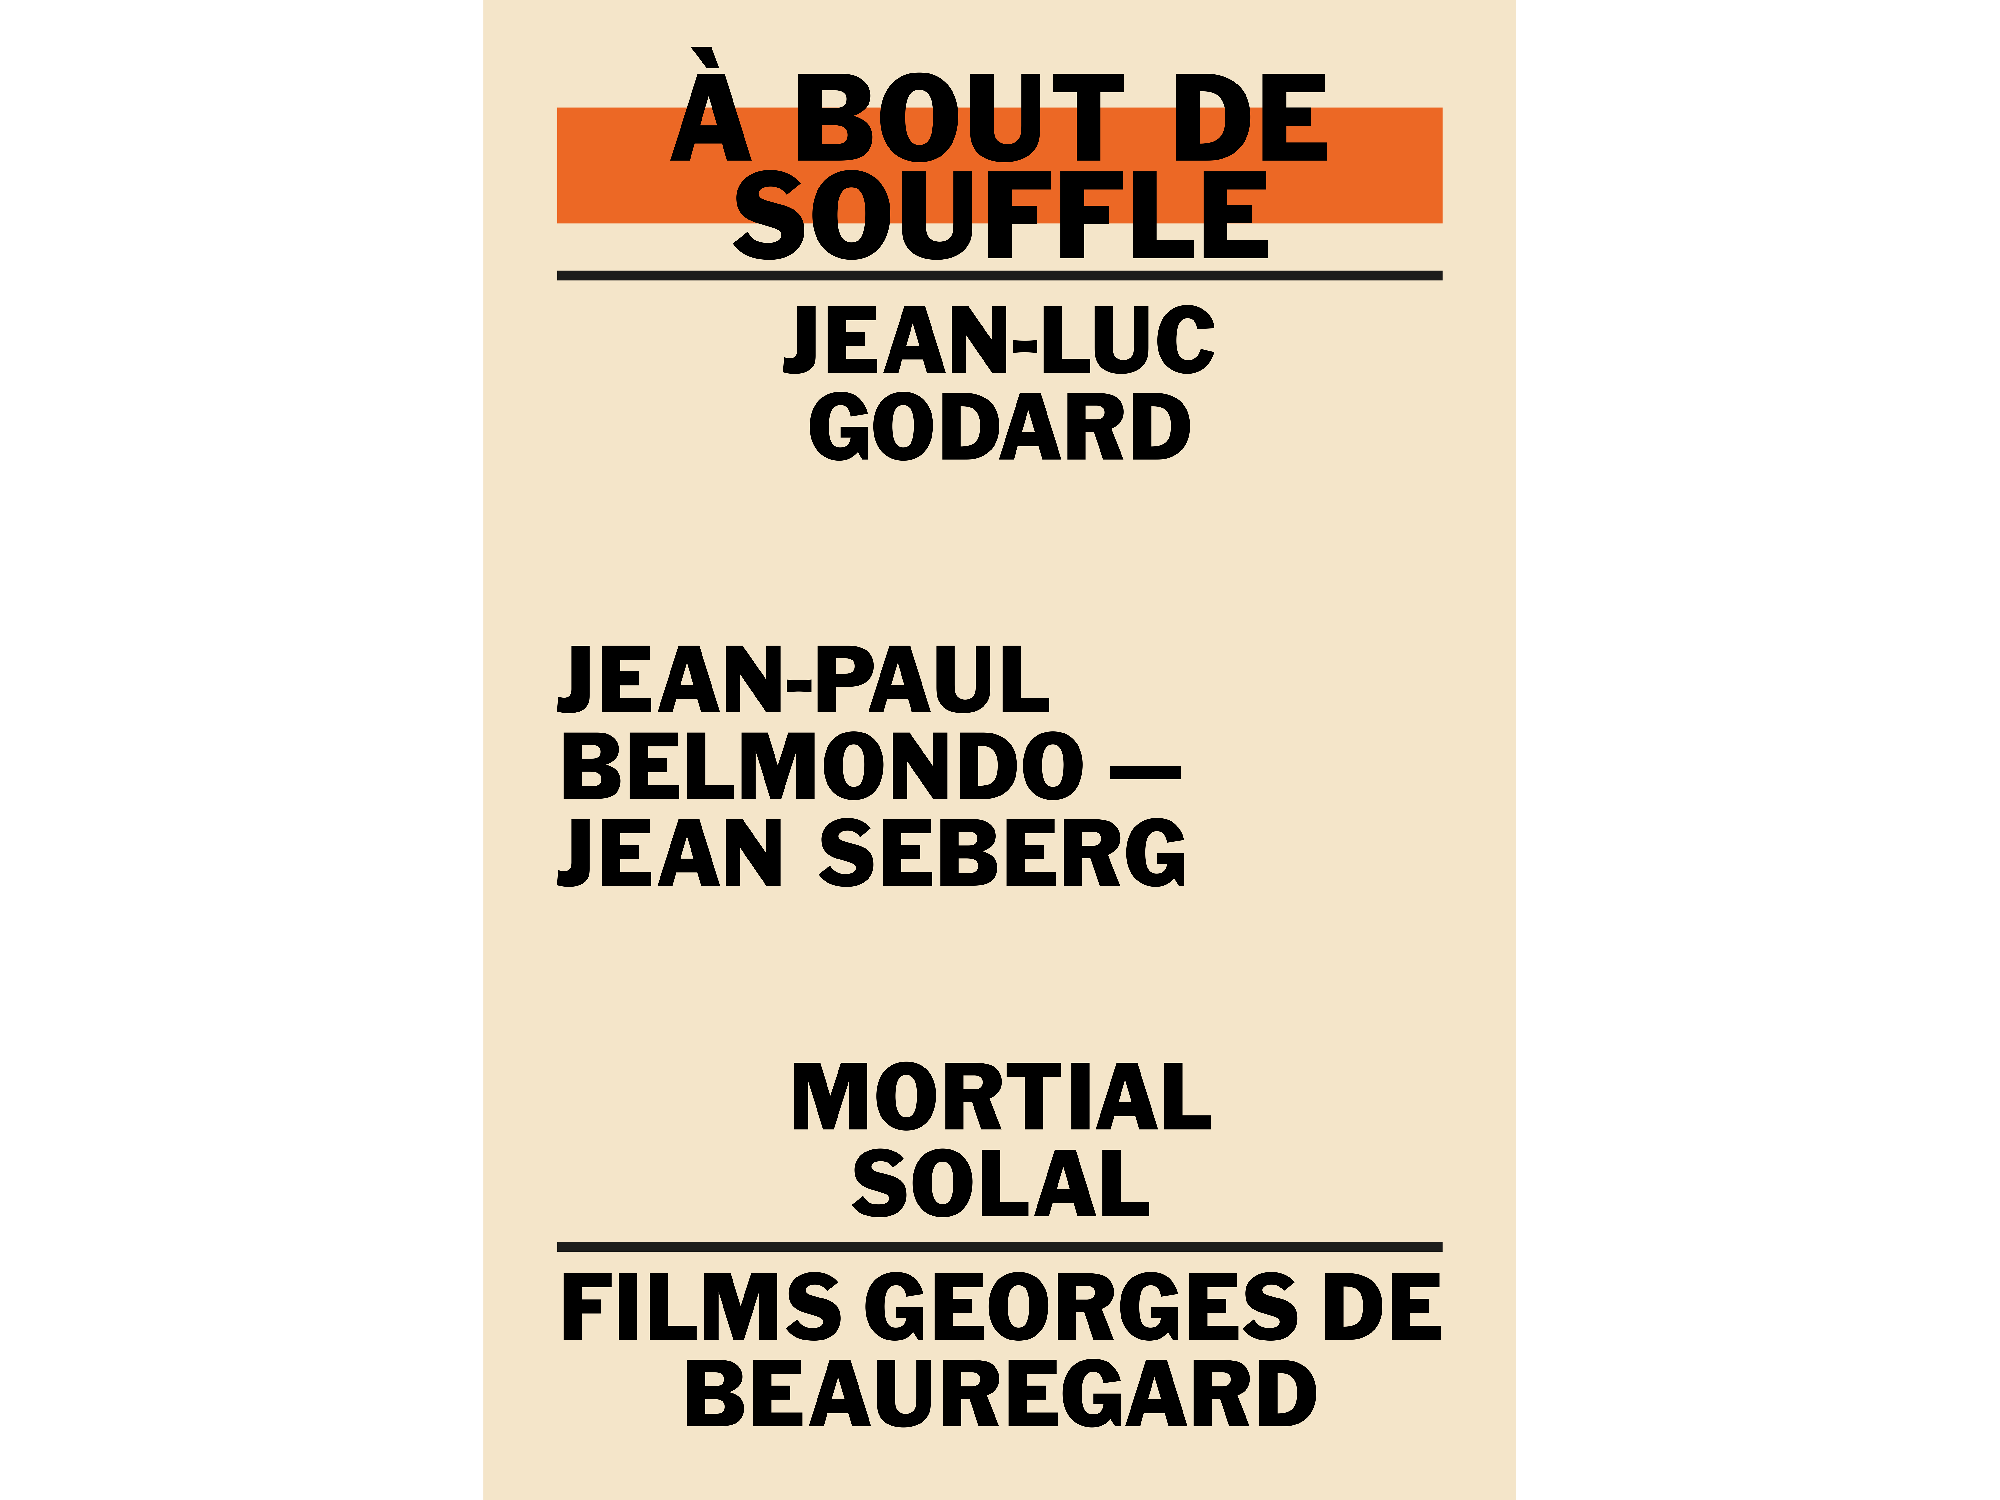 À BOUT DE
SOUFFLE
JEAN-LUC
GODARD
JEAN-PAUL
BELMONDO —
JEAN SEBERG
MORTIAL
SOLAL
FILMS GEORGES DE
BEAUREGARD